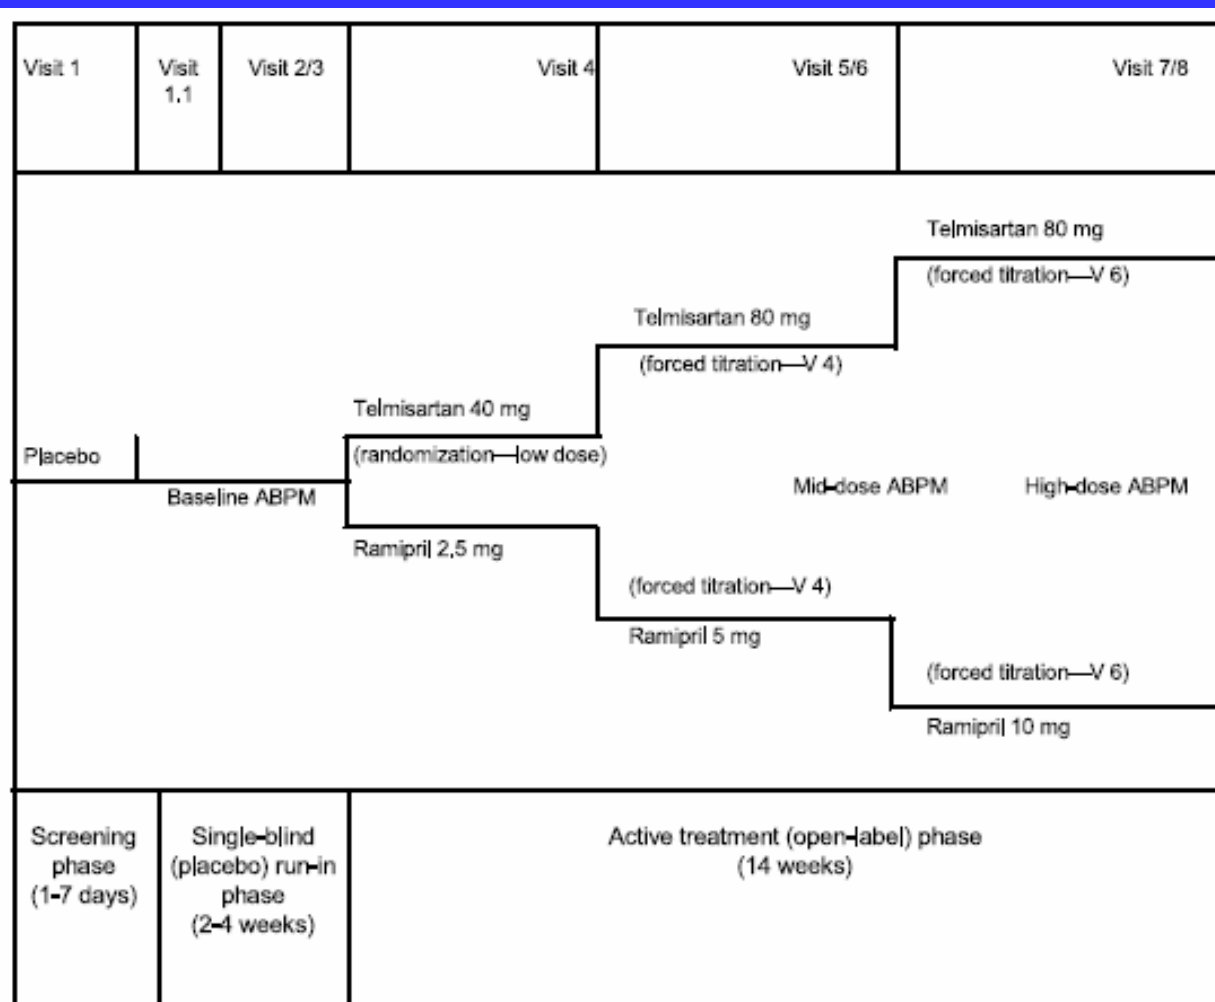 Visit 1
Visit
1.1
Visit 2/3
Visit 4
Visit 5/6
Visit 7/8
Telmisartan 80 mg
(forced titration—V 6)
Telmisartan 80 mg
(forced titration—V 4)
Telmisartan 40 mg
(randomization—low dose)
Placebo
Baseline ABPM
Mid-dose ABPM
High-dose ABPM
Ramipril 2,5 mg
(forced titration—V 4)
Ramipril 5 mg
(forced titration—V 6)
Ramipril 10 mg
Screening
phase
(1-7 days)
Single-blind
(placebo) run-in
phase
(2-4 weeks)
Active treatment (open-label) phase
(14 weeks)